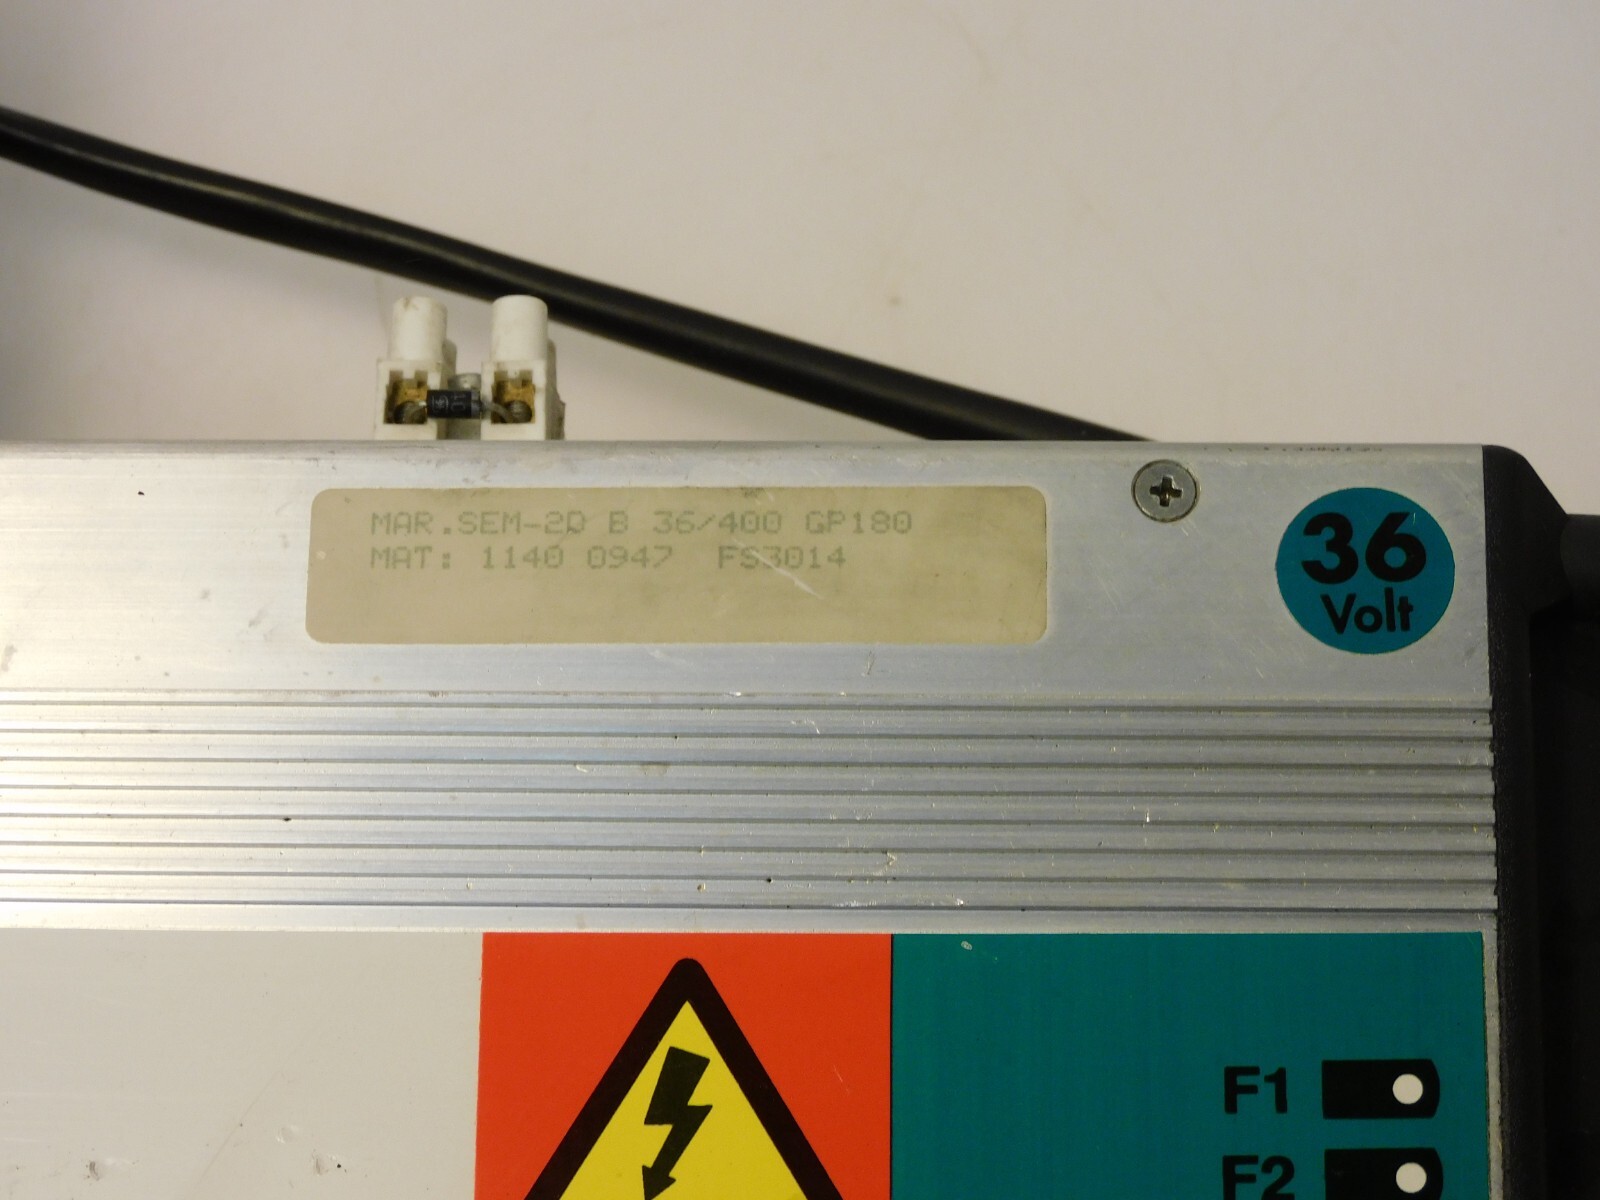 MAR.SEM-2D B 36/400 GP180
MAT: 1140 0947 FS3014
36
Volt
F1
F2